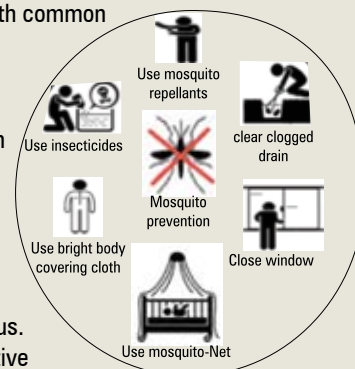 th common
Use mosquito
repellants
Use insecticides
clear clogged
drain
Mosquito
prevention
Use bright body
covering cloth
Close window
Use mosquito-Net
us.
tive